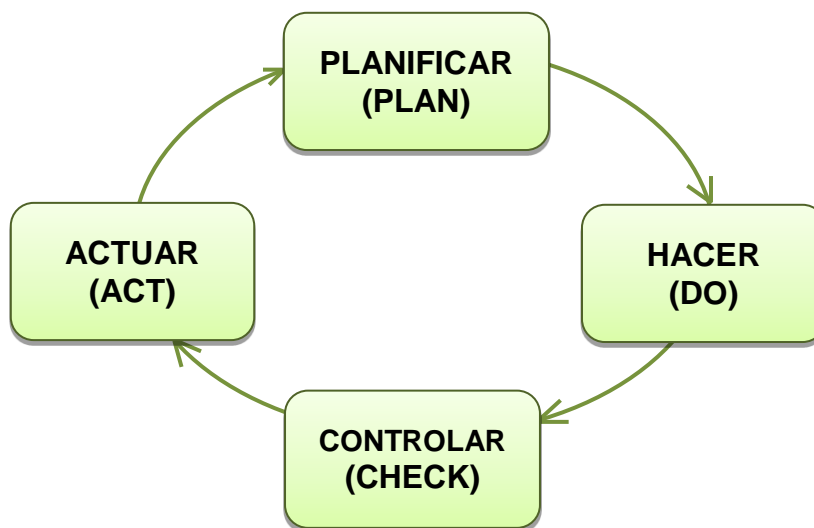 PLANIFICAR
(PLAN)
HACER
(DO)
CONTROLAR
(CHECK)
ACTUAR
(ACT)